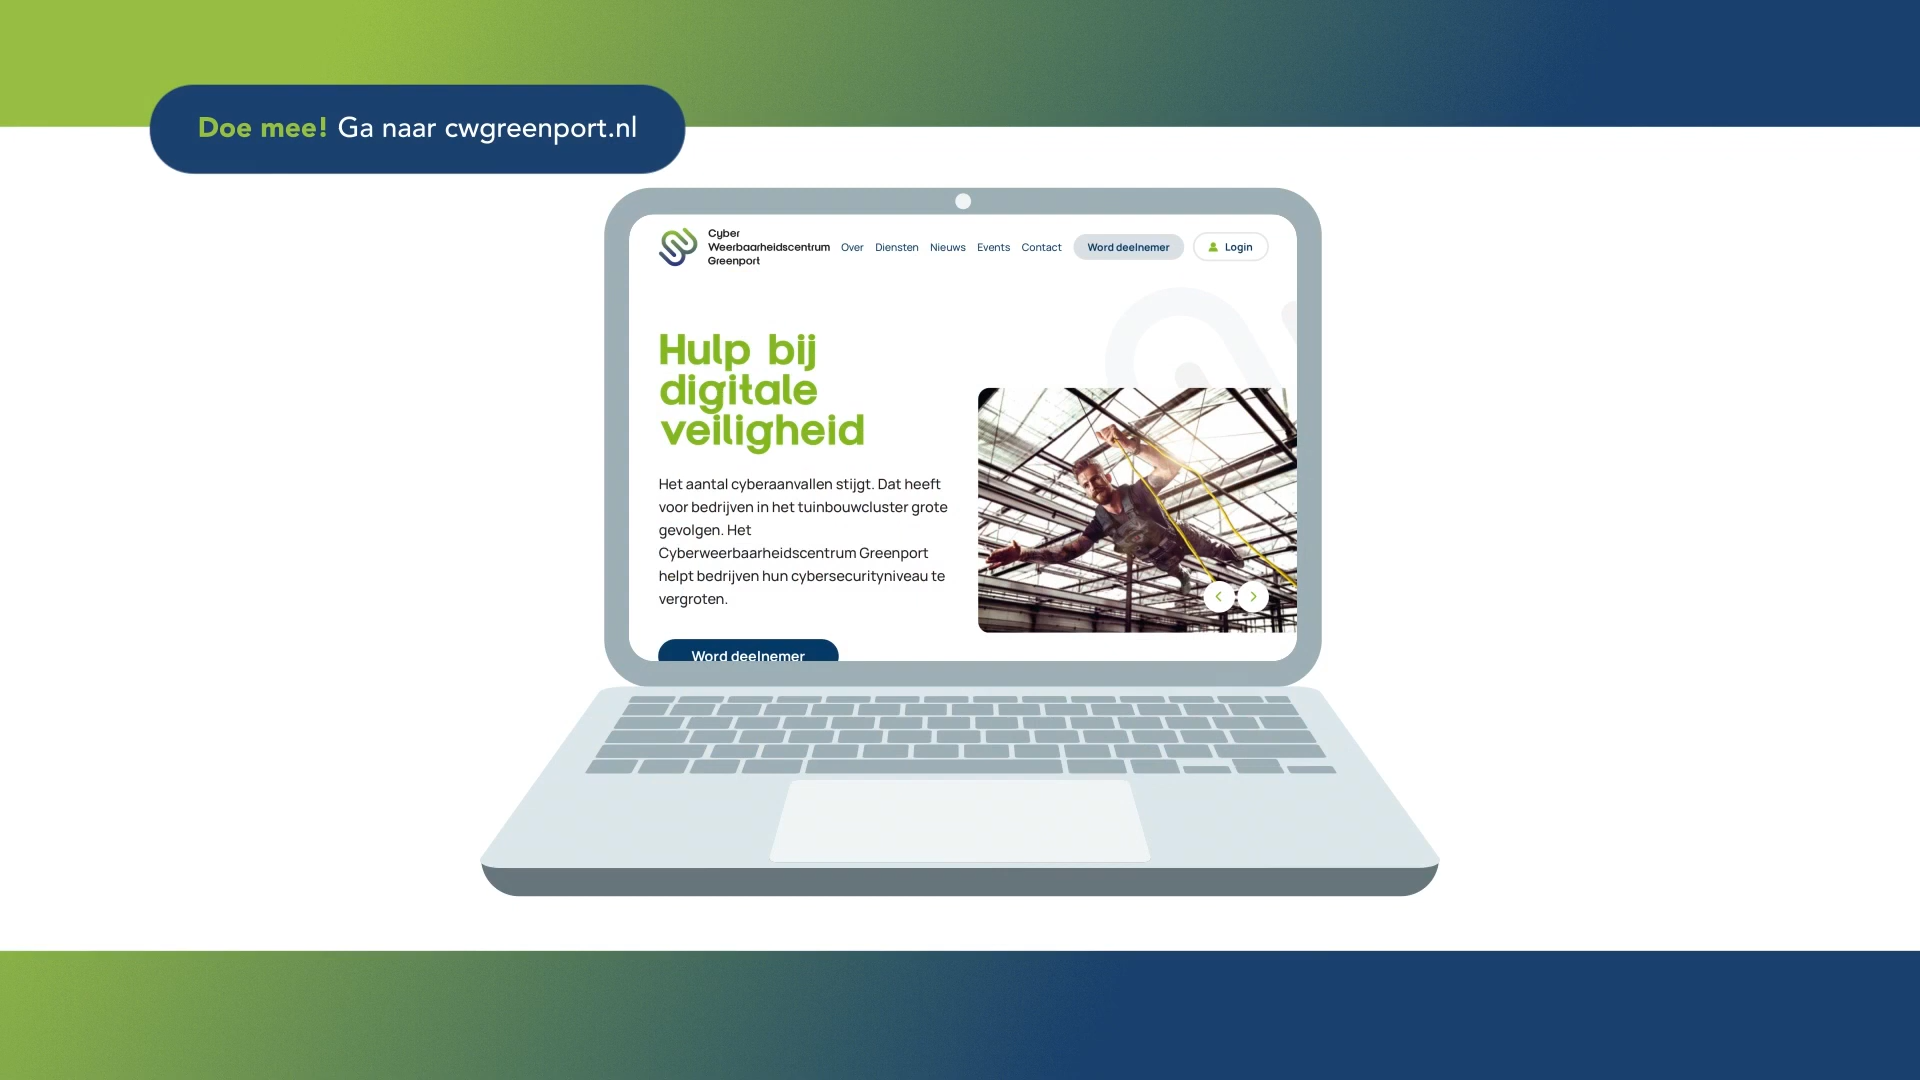 Doe mee! Ga naar cwgreenport.nl
Cyber
Weerbaarheidscentrum
Greenport
Over Diensten Nieuws Events Contact Word deelnemer Login
Hulp bij
digitale
veiligheid
Het aantal cyberaanvallen stijgt. Dat heeft
voor bedrijven in het tuinbouwcluster grote
gevolgen. Het
Cyberweerbaarheidscentrum Greenport
helpt bedrijven hun cybersecurityniveau te
vergroten.
Word deelnemer